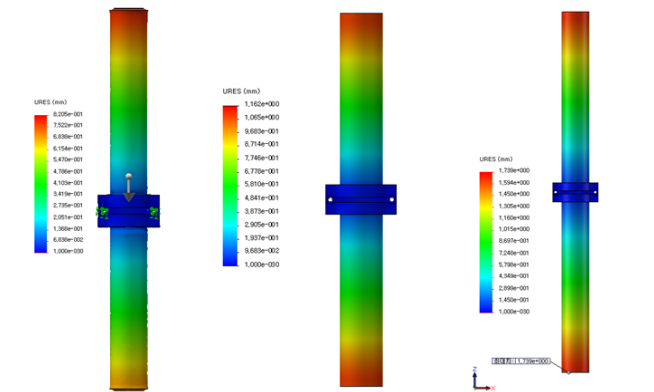 URES (mm)
8,205e-001
7,522e-001
6,838e-001
6,154e-001
5,470e-001
4,786e-001
4,103e-001
3,419e-001
2,735e-001
2,051e-001
1,368e-001
6,838e-002
1,000e-030
URES (mm)
1,162e+000
1,065e+000
9,683e-001
8,714e-001
7,746e-001
6,778e-001
5,810e-001
4,841e-001
3,873e-001
2,905e-001
1,937e-001
9,683e-002
1,000e-030
URES (mm)
1,739e+000
1,594e+000
1,450e+000
1,305e+000
1,160e+000
1,015e+000
8,697e-001
7,248e-001
5,798e-001
4,349e-001
2,899e-001
1,450e-001
1,000e-030
최대치: 1,739e+000
Z
X